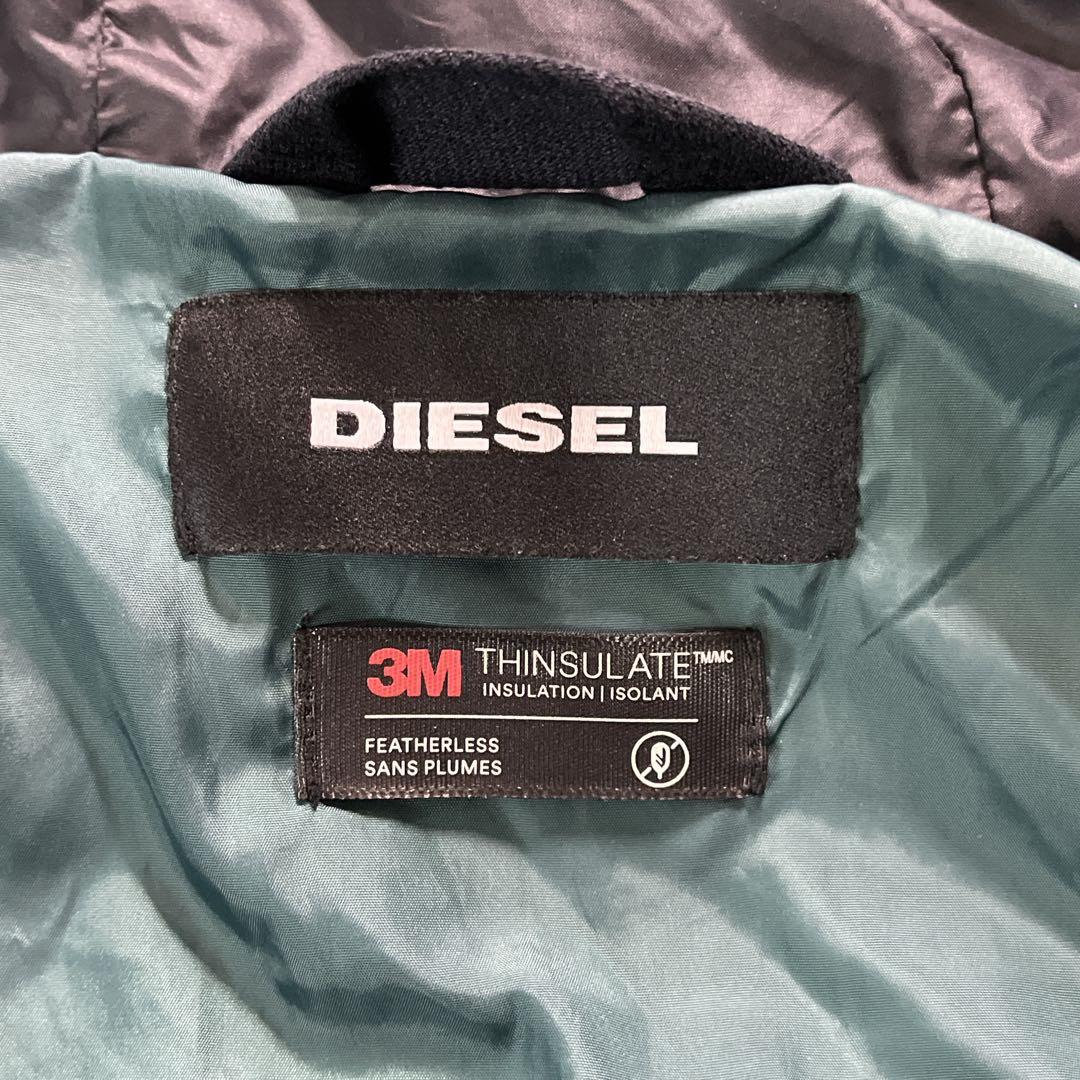 DIESEL
3M THINSULATE™/MC
INSULATION | ISOLANT
FEATHERLESS
SANS PLUMES